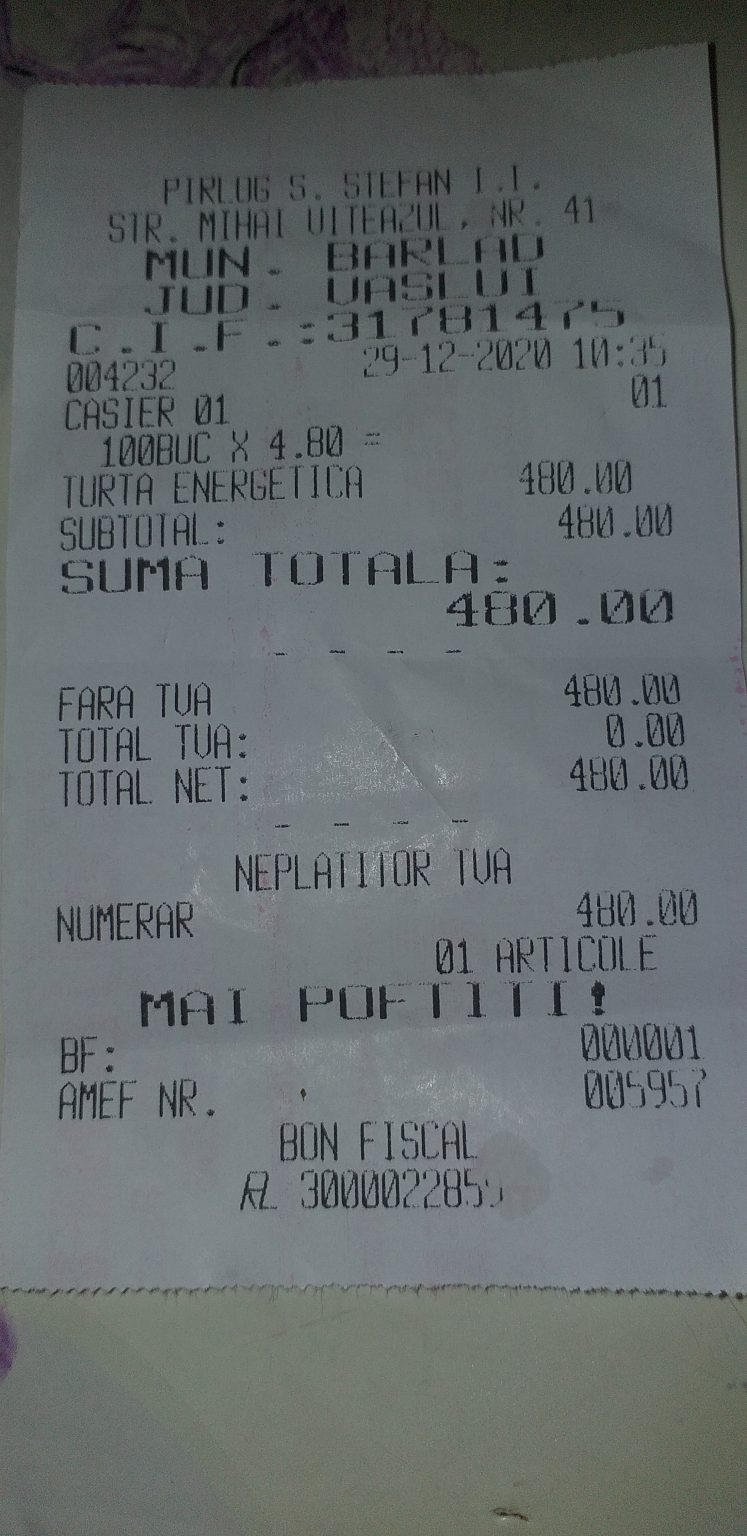 PIRLOG S. STEFAN I.I.
STR. MIHAI VITEAZUL, NR. 41
MUN. BARLAD
JUD. VASLUI
C.I.F.:31781475
004232 29-12-2020 10:35
CASIER 01 01
100BUC X 4.80 =
TURTA ENERGETICA 480.00
SUBTOTAL: 480.00
SUMA TOTALA:
480.00
- - - -
FARA TVA 480.00
TOTAL TVA: 0.00
TOTAL NET: 480.00
- - - -
NEPLATITOR TVA
NUMERAR 480.00
01 ARTICOLE
MAI POFTITI!
BF: 000001
AMEF NR. 005957
BON FISCAL